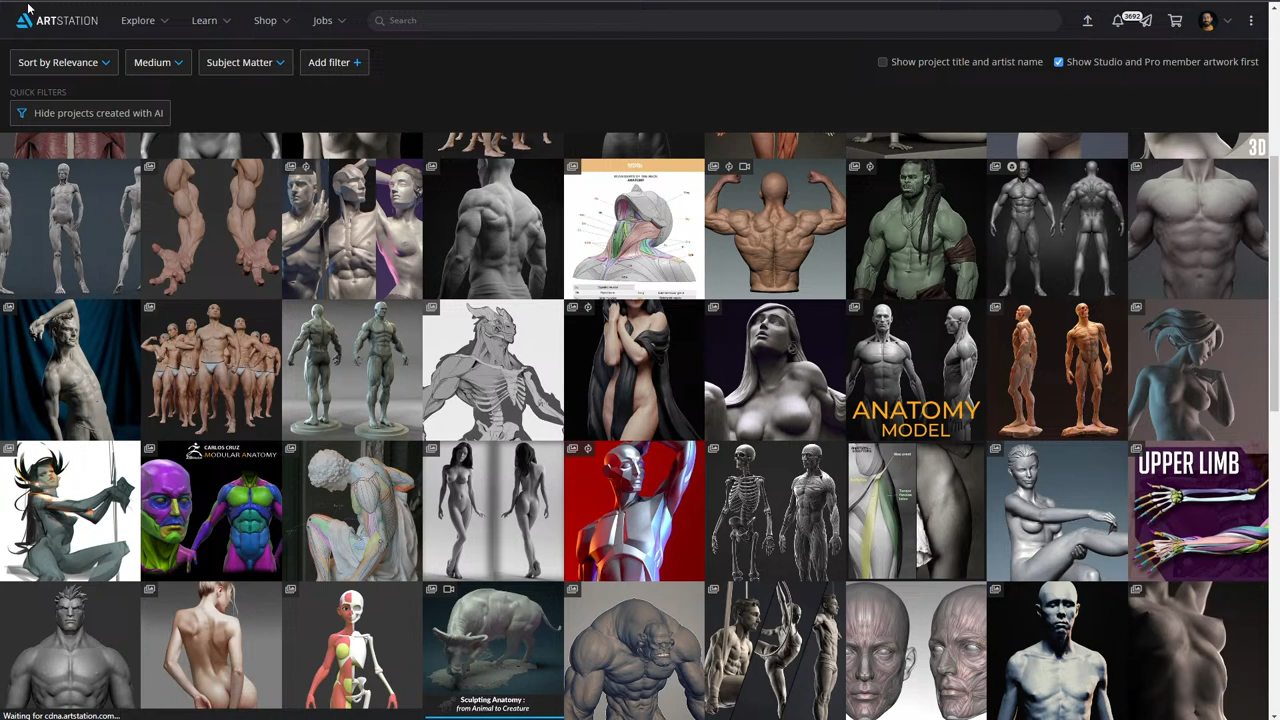 ARTSTATION
Explore
Learn
Shop
Jobs
Search
3692
Sort by Relevance
Medium
Subject Matter
Add filter +
Show project title and artist name
Show Studio and Pro member artwork first
QUICK FILTERS
Hide projects created with AI
3D
ANATOMY
ANATOMY
MODEL
CARLOS CRUZ
MODULAR ANATOMY
UPPER LIMB
Sculpting Anatomy :
from Animal to Creature
Waiting for cdna.artstation.com...